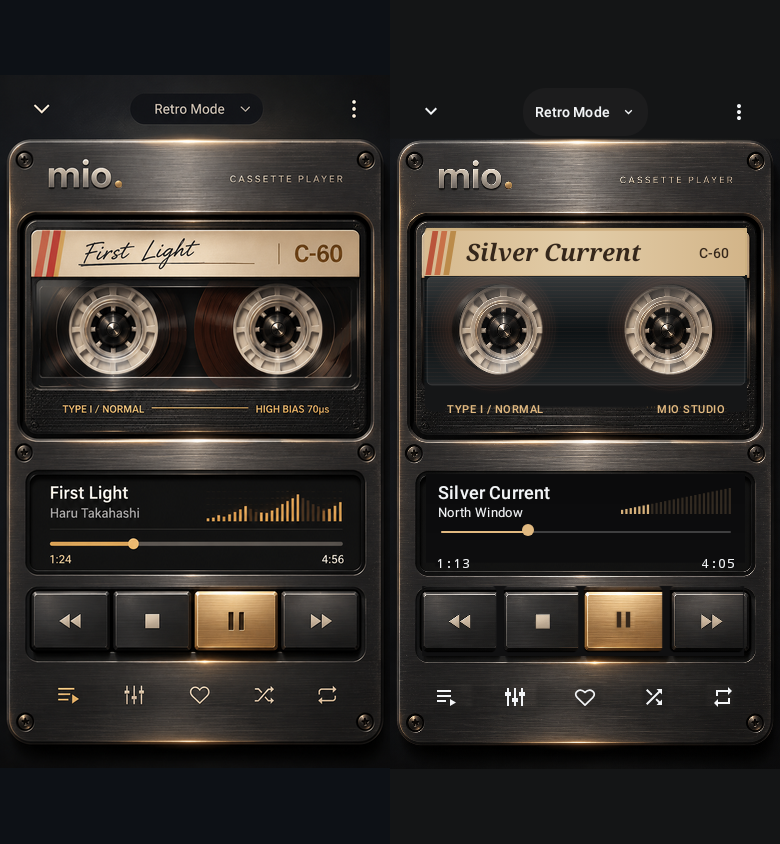 Retro Mode
mio.
CASSETTE PLAYER
First Light
C-60
TYPE I / NORMAL
HIGH BIAS 70µs
First Light
Haru Takahashi
1:24
4:56
Retro Mode
mio.
CASSETTE PLAYER
Silver Current
C-60
TYPE I / NORMAL
MIO STUDIO
Silver Current
North Window
1:13
4:05